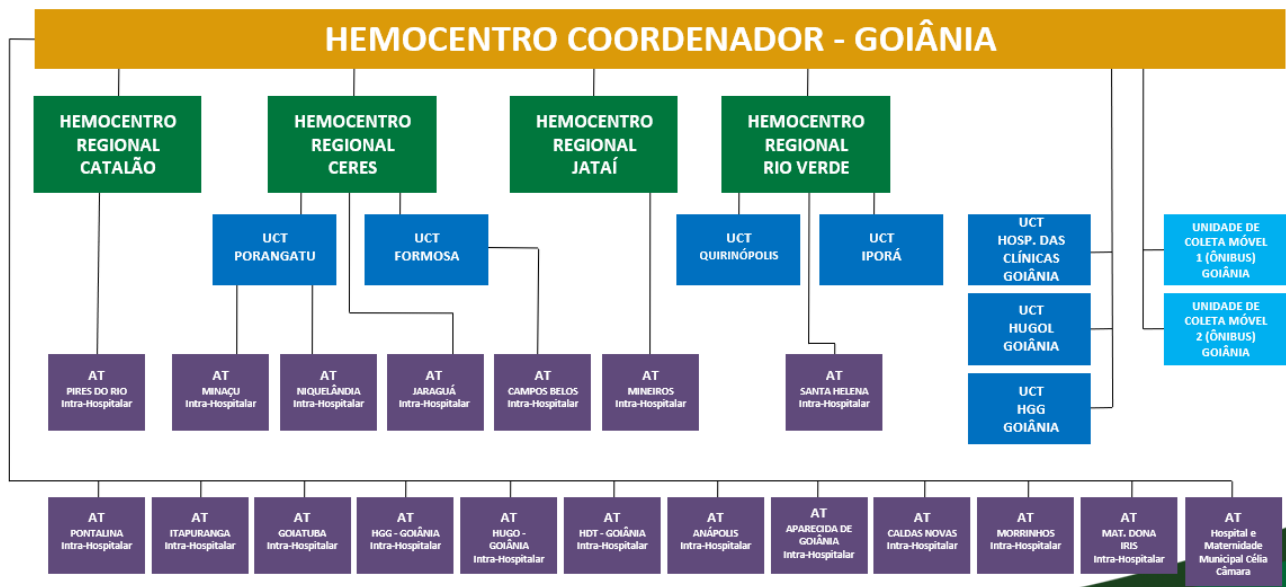 HEMOCENTRO COORDENADOR - GOIÂNIA
HEMOCENTRO
REGIONAL
CATALÃO
HEMOCENTRO
REGIONAL
CERES
HEMOCENTRO
REGIONAL
JATAÍ
HEMOCENTRO
REGIONAL
RIO VERDE
UCT
PORANGATU
UCT
FORMOSA
UCT
QUIRINÓPOLIS
UCT
IPORÁ
UCT
HOSP. DAS
CLÍNICAS
GOIÂNIA
UNIDADE DE
COLETA MÓVEL
1 (ÔNIBUS)
GOIÂNIA
UCT
HUGOL
GOIÂNIA
UNIDADE DE
COLETA MÓVEL
2 (ÔNIBUS)
GOIÂNIA
AT
PIRES DO RIO
Intra-Hospitalar
AT
MINAÇU
Intra-Hospitalar
AT
NIQUELÂNDIA
Intra-Hospitalar
AT
JARAGUÁ
Intra-Hospitalar
AT
CAMPOS BELOS
Intra-Hospitalar
AT
MINEIROS
Intra-Hospitalar
AT
SANTA HELENA
Intra-Hospitalar
UCT
HGG
GOIÂNIA
AT
PONTALINA
Intra-Hospitalar
AT
ITAPURANGA
Intra-Hospitalar
AT
GOIATUBA
Intra-Hospitalar
AT
HGG - GOIÂNIA
Intra-Hospitalar
AT
HUGO -
GOIÂNIA
Intra-Hospitalar
AT
HDT - GOIÂNIA
Intra-Hospitalar
AT
ANÁPOLIS
Intra-Hospitalar
AT
APARECIDA DE
GOIÂNIA
Intra-Hospitalar
AT
CALDAS NOVAS
Intra-Hospitalar
AT
MORRINHOS
Intra-Hospitalar
AT
MAT. DONA
IRIS
Intra-Hospitalar
AT
Hospital e
Maternidade
Municipal Célia
Câmara